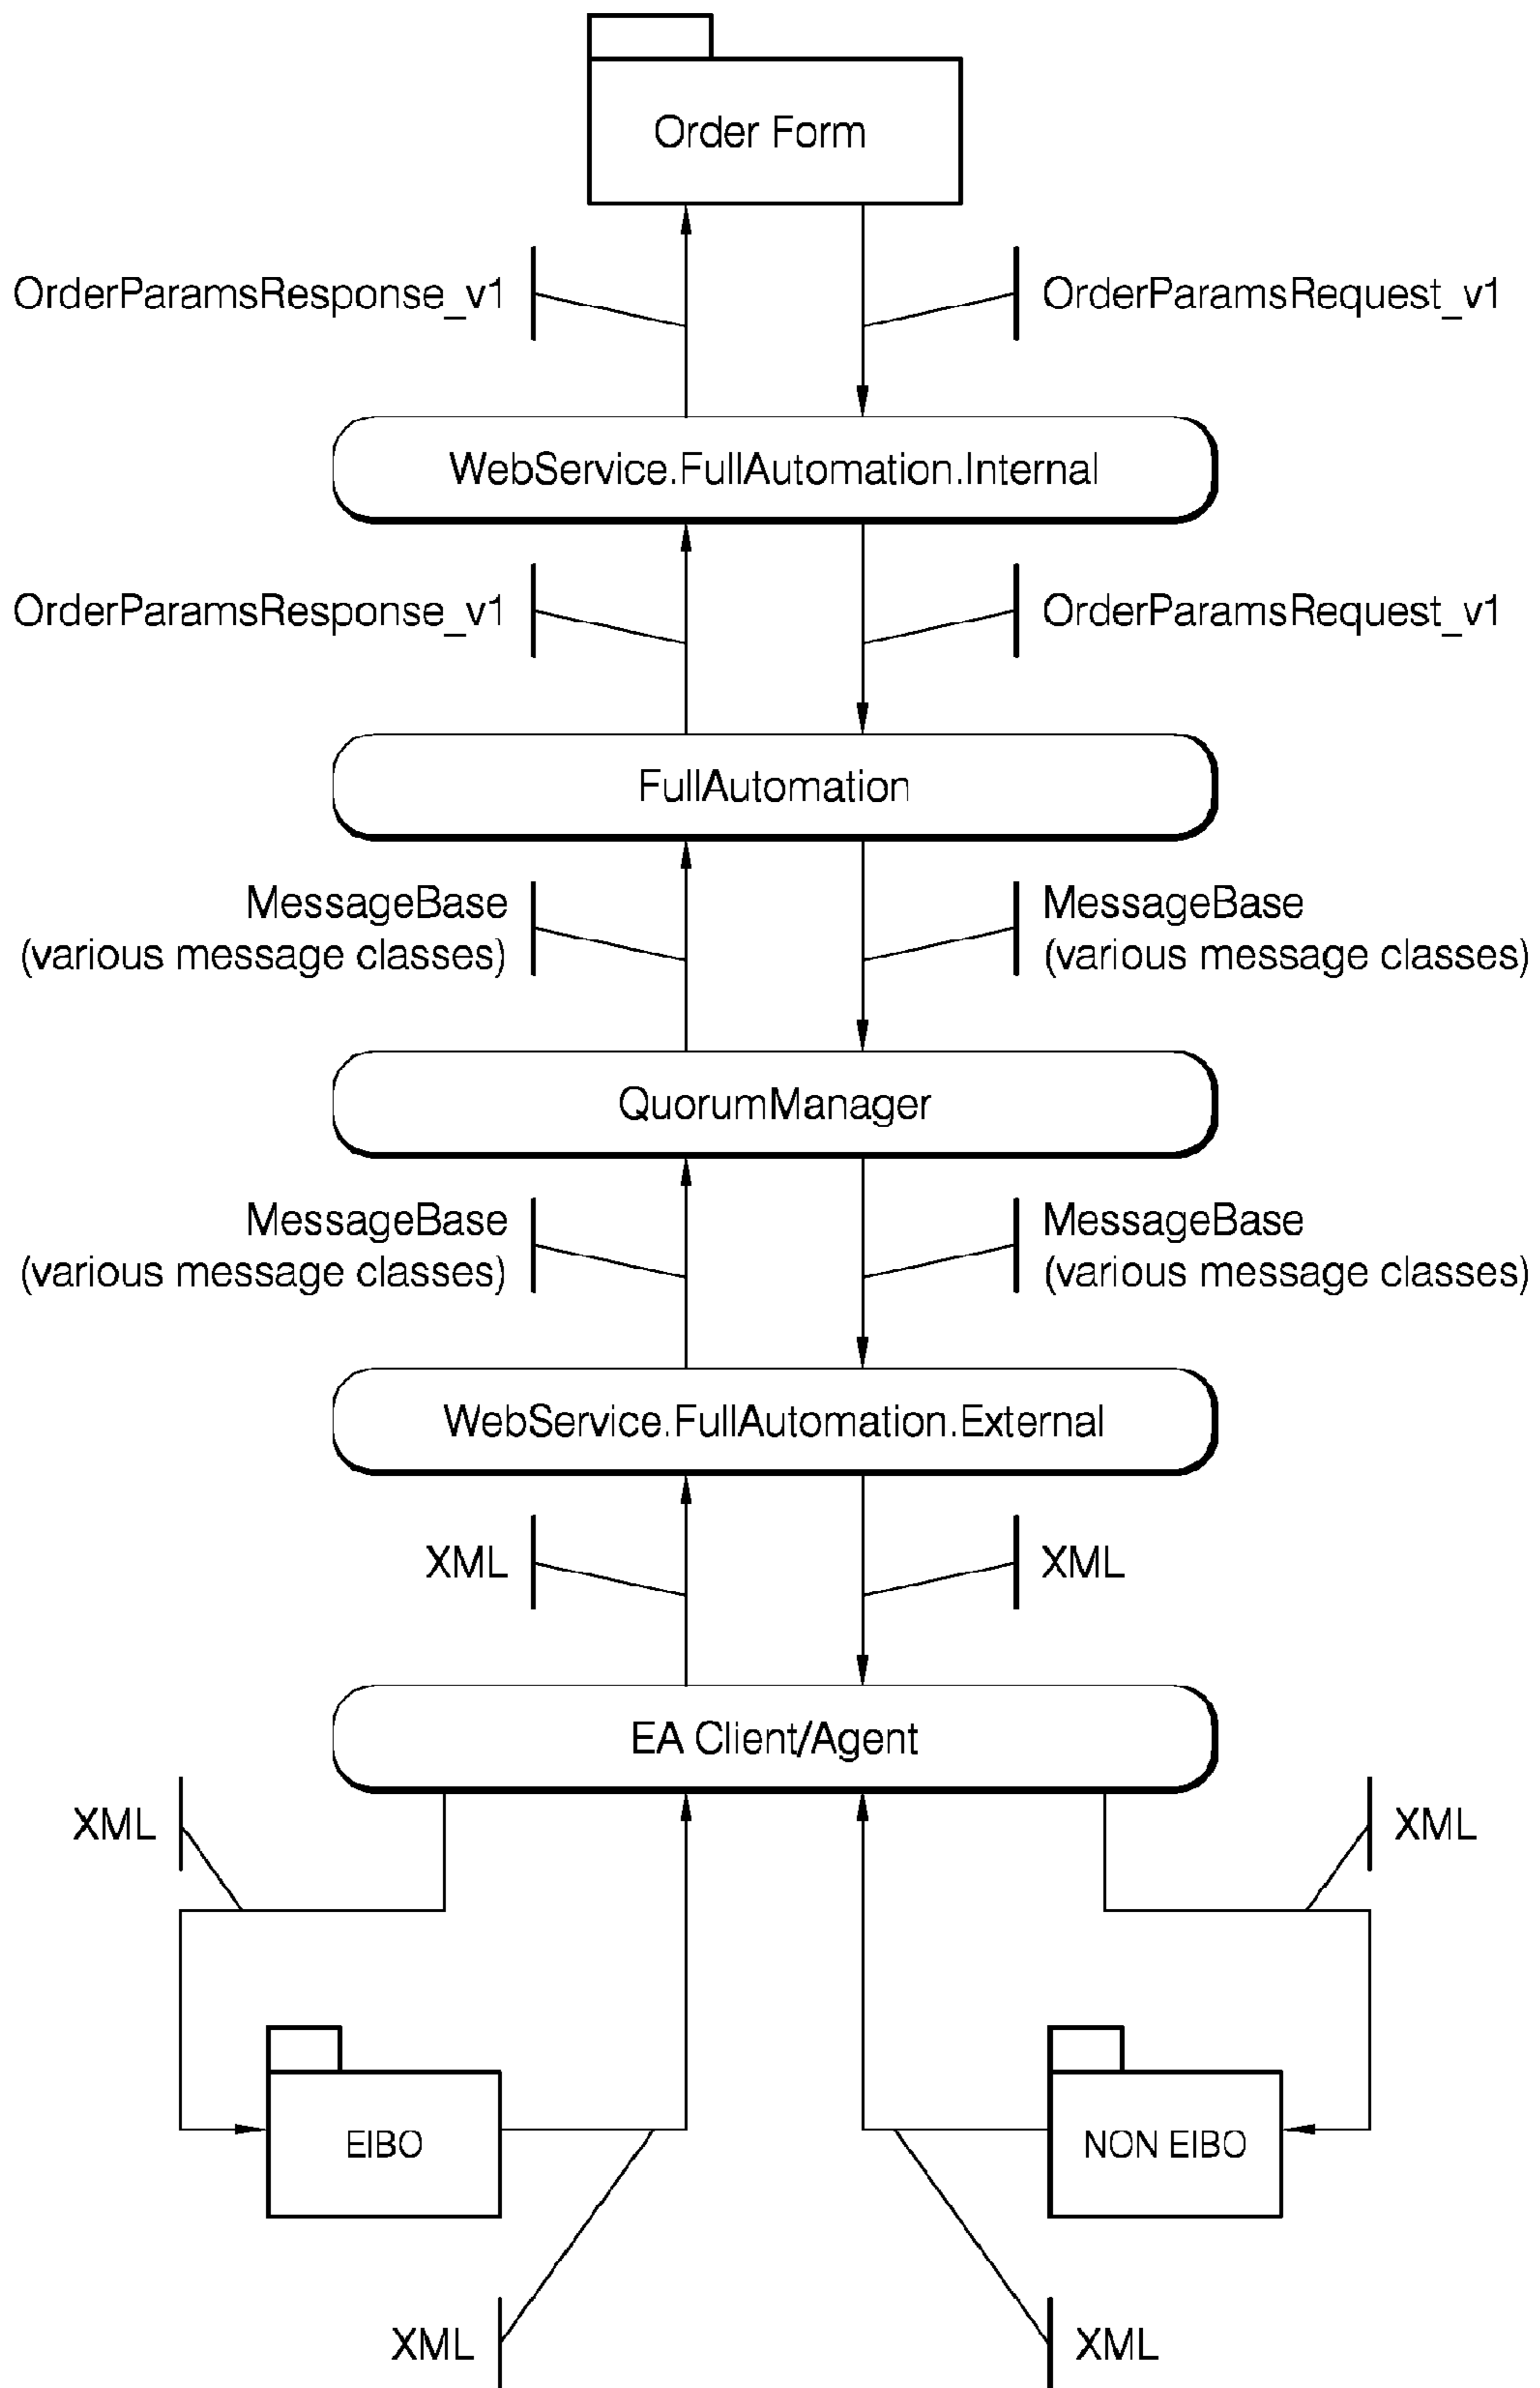 Order Form
OrderParamsResponse_v1
OrderParamsRequest_v1
WebService.FullAutomation.Internal
OrderParamsResponse_v1
OrderParamsRequest_v1
FullAutomation
MessageBase
(various message classes)
MessageBase
(various message classes)
QuorumManager
MessageBase
(various message classes)
MessageBase
(various message classes)
WebService.FullAutomation.External
XML
XML
EA Client/Agent
XML
XML
EIBO
NON EIBO
XML
XML